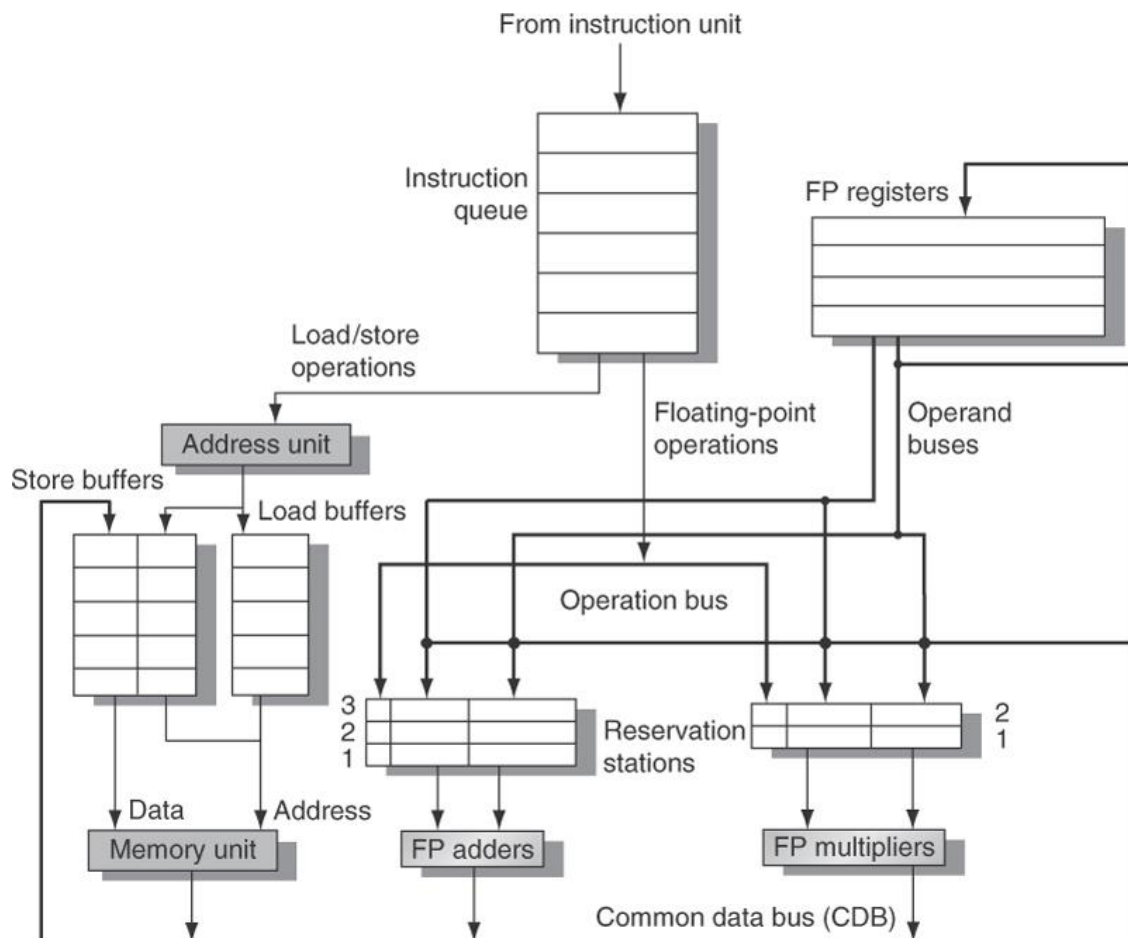 From instruction unit
Instruction
queue
FP registers
Load/store
operations
Floating-point
operations
Operand
buses
Address unit
Store buffers
Load buffers
Operation bus
3
2
1
Reservation
stations
2
1
Data
Address
Memory unit
FP adders
FP multipliers
Common data bus (CDB)